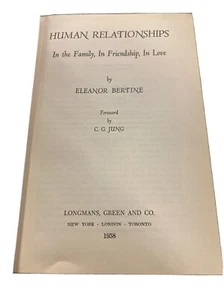 HUMAN RELATIONSHIPS
In the Family, In Friendship, In Love
by
ELEANOR BERTINE
Foreword
by
C. G. JUNG
LONGMANS, GREEN AND CO.
NEW YORK · LONDON · TORONTO
1958